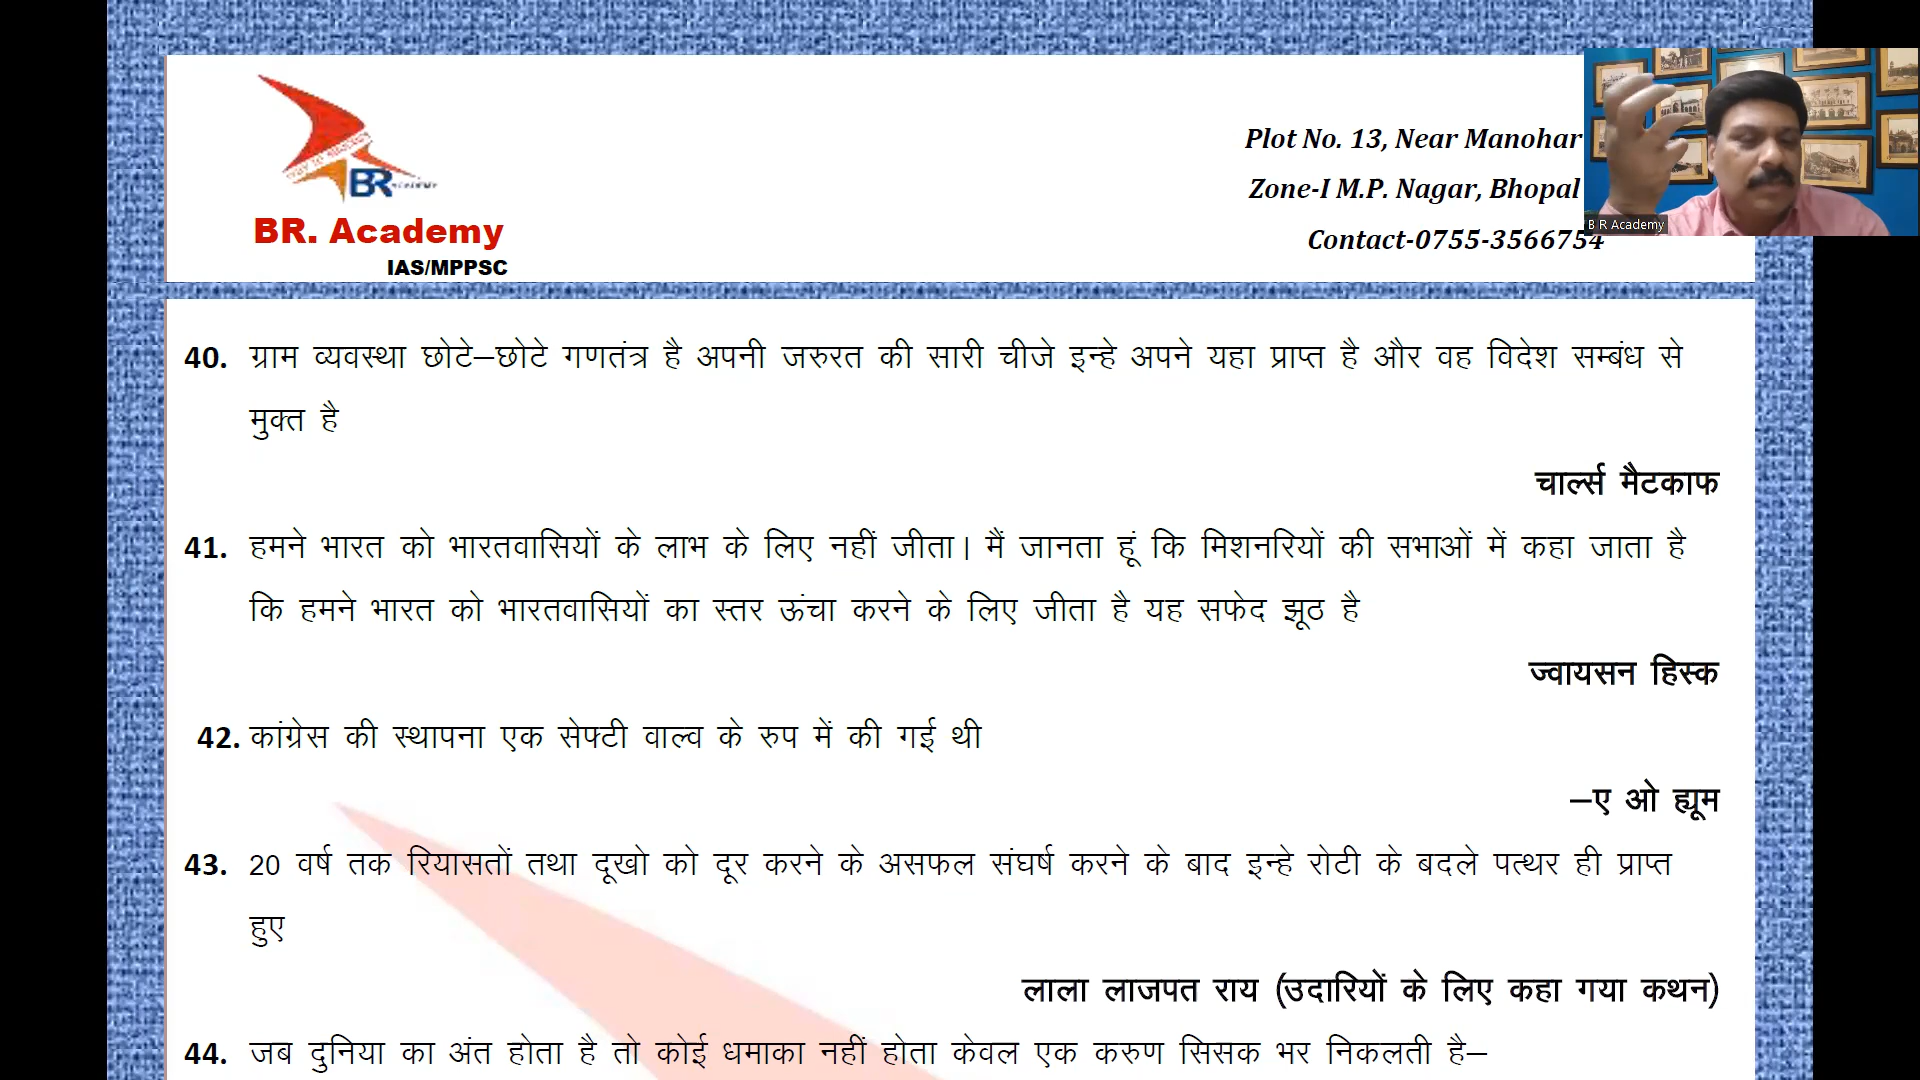 BR ACADEMY
BR. Academy
IAS/MPPSC
Plot No. 13, Near Manohar
Zone-I M.P. Nagar, Bhopal
Contact-0755-3566754
B R Academy
40. ग्राम व्यवस्था छोटे–छोटे गणतंत्र है अपनी जरुरत की सारी चीजे इन्हे अपने यहा प्राप्त है और वह विदेश सम्बंध से
मुक्त है
चार्ल्स मैटकाफ
41. हमने भारत को भारतवासियों के लाभ के लिए नहीं जीता। मैं जानता हूं कि मिशनरियों की सभाओं में कहा जाता है
कि हमने भारत को भारतवासियों का स्तर ऊंचा करने के लिए जीता है यह सफेद झूठ है
ज्वायसन हिस्क
42. कांग्रेस की स्थापना एक सेफ्टी वाल्व के रुप में की गई थी
–ए ओ ह्यूम
43. 20 वर्ष तक रियासतों तथा दूखो को दूर करने के असफल संघर्ष करने के बाद इन्हे रोटी के बदले पत्थर ही प्राप्त
हुए
लाला लाजपत राय (उदारियों के लिए कहा गया कथन)
44. जब दुनिया का अंत होता है तो कोई धमाका नहीं होता केवल एक करुण सिसक भर निकलती है–